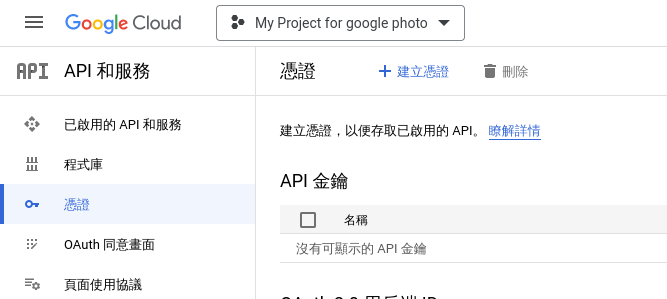 Google Cloud
My Project for google photo
API API 和服務
憑證
建立憑證
刪除
已啟用的 API 和服務
程式庫
憑證
OAuth 同意畫面
頁面使用協議
建立憑證，以便存取已啟用的 API。 瞭解詳情
API 金鑰
名稱
沒有可顯示的 API 金鑰